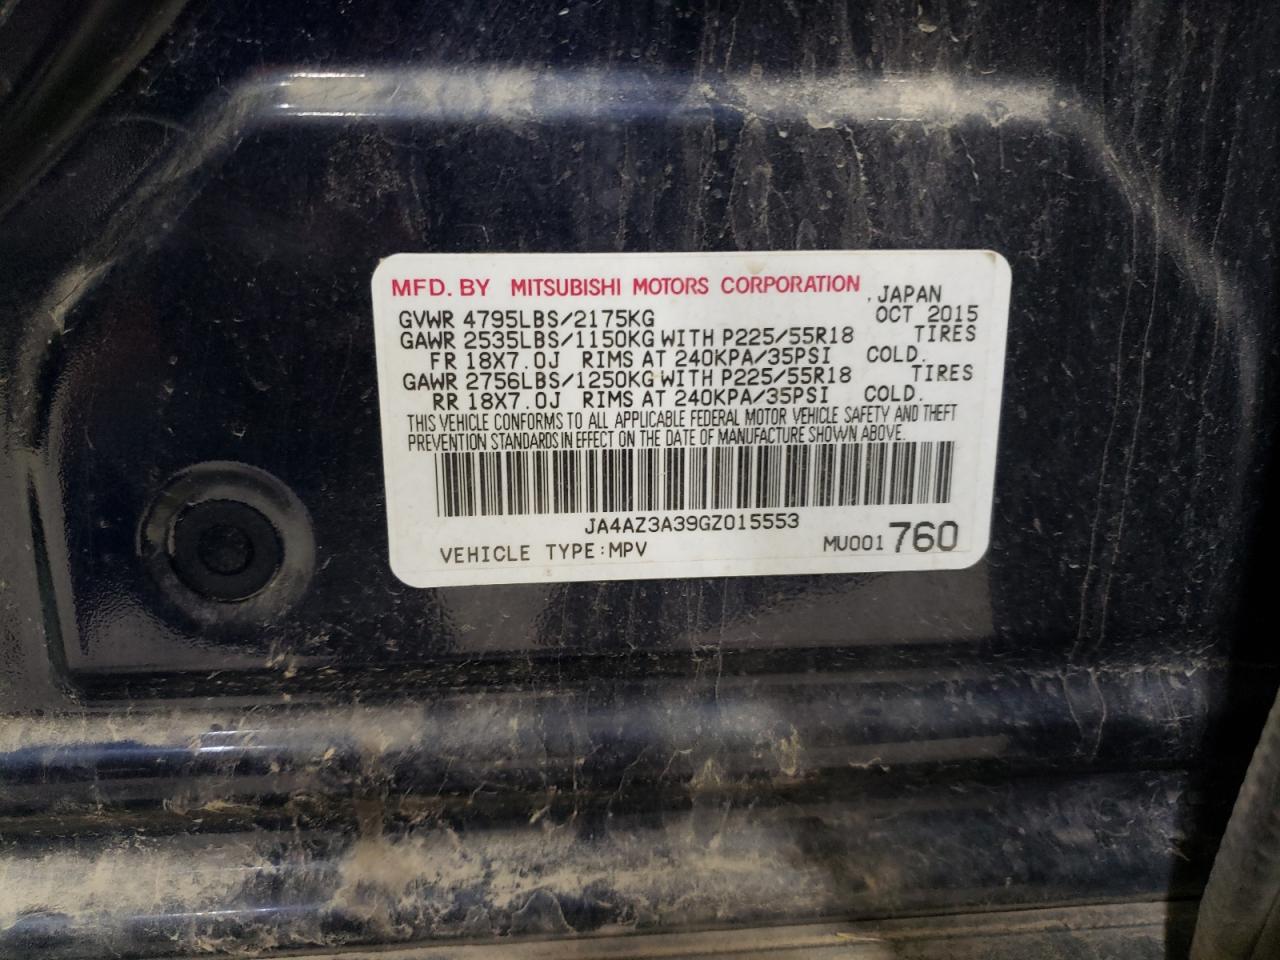 MFD. BY MITSUBISHI MOTORS CORPORATION , JAPAN
GVWR 4795LBS/2175KG OCT 2015
GAWR 2535LBS/1150KG WITH P225/55R18 TIRES
FR 18X7.0J RIMS AT 240KPA/35PSI COLD.
GAWR 2756LBS/1250KG WITH P225/55R18 TIRES
RR 18X7.0J RIMS AT 240KPA/35PSI COLD.
THIS VEHICLE CONFORMS TO ALL APPLICABLE FEDERAL MOTOR VEHICLE SAFETY AND THEFT
PREVENTION STANDARDS IN EFFECT ON THE DATE OF MANUFACTURE SHOWN ABOVE.
JA4AZ3A39GZ015553
VEHICLE TYPE:MPV MU001 760